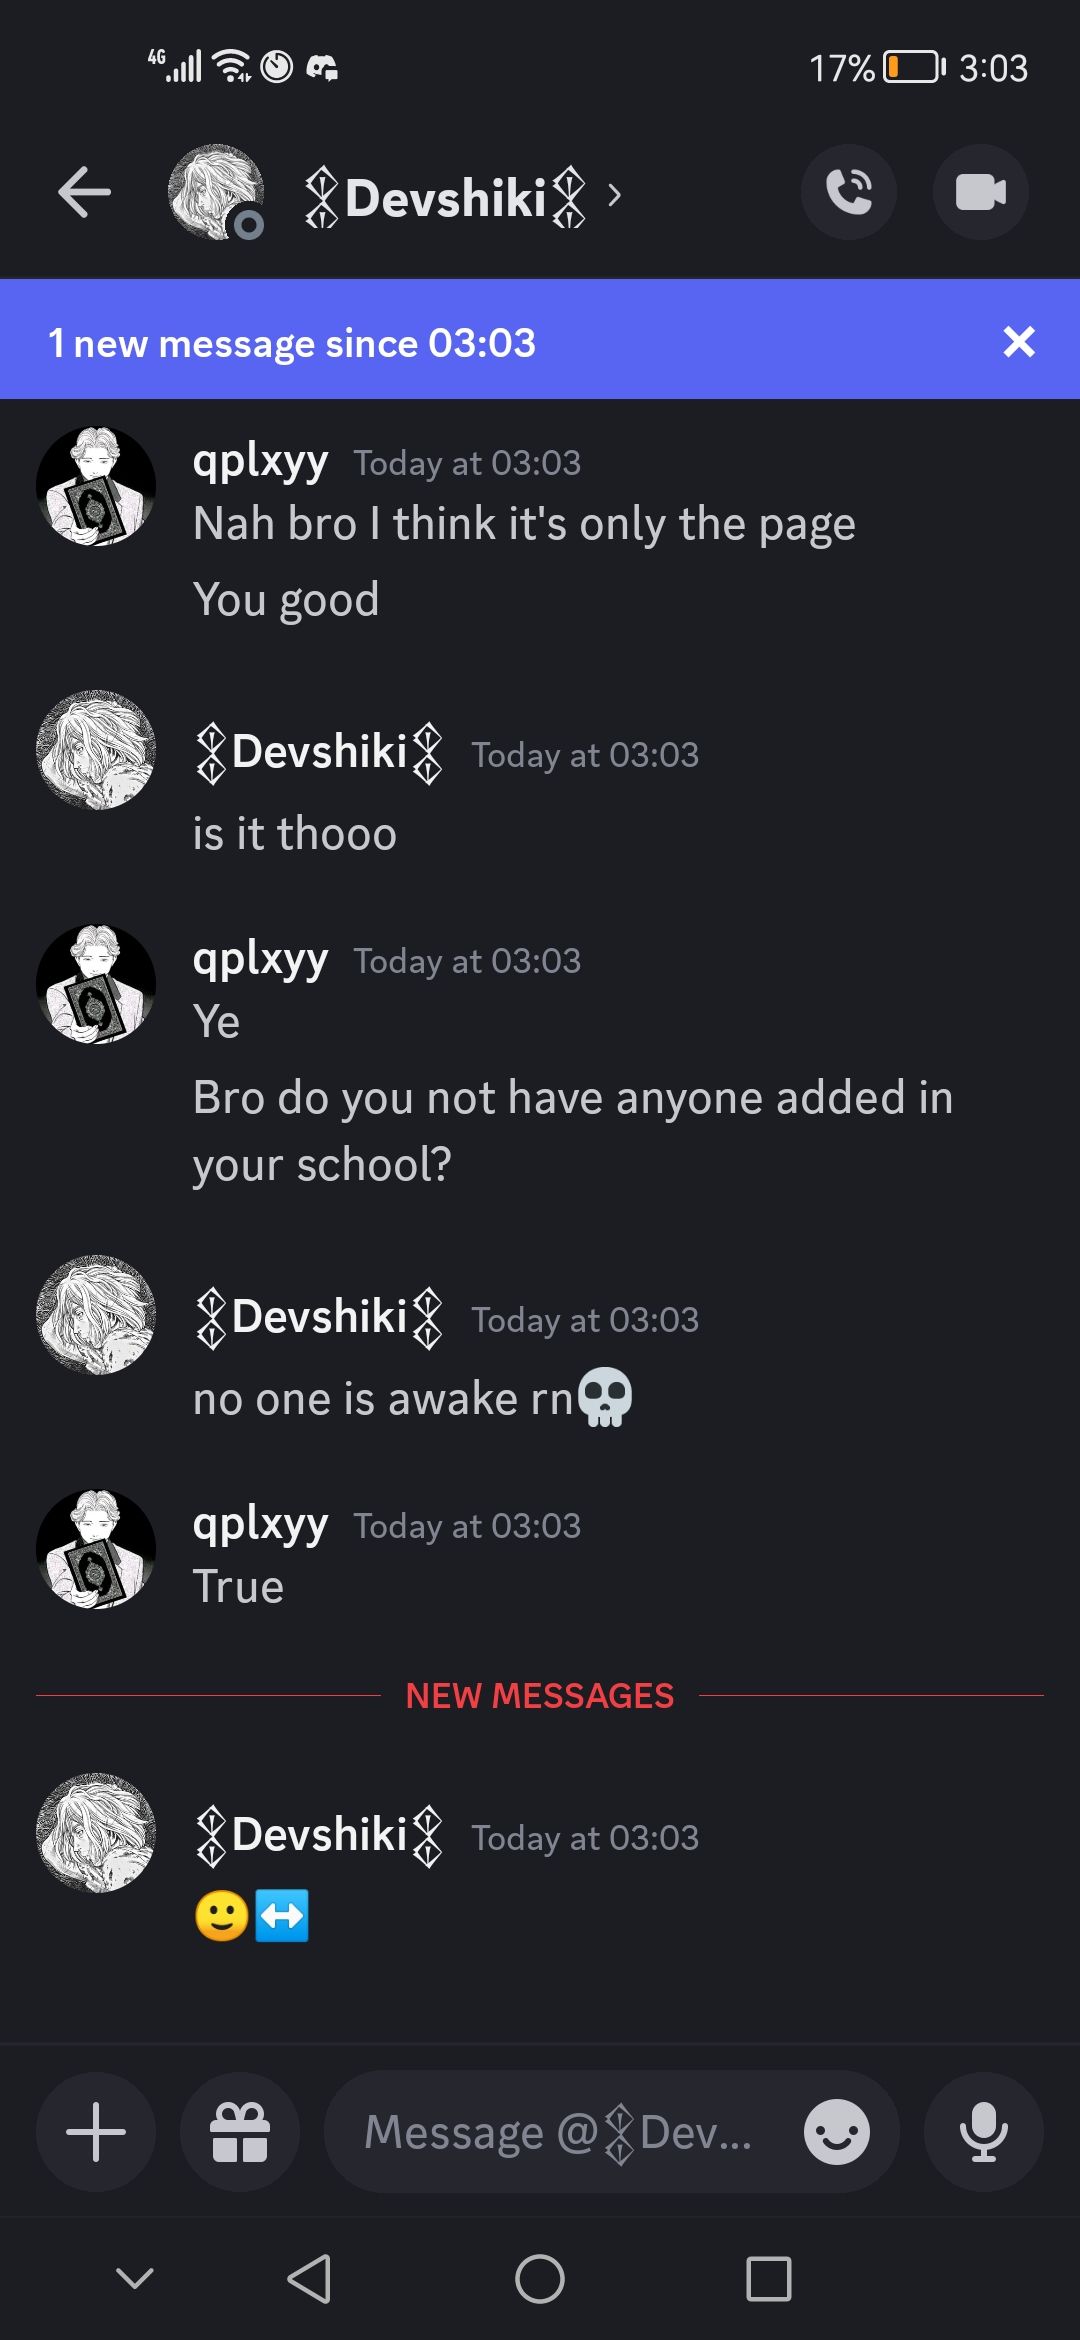 4G 17% 3:03
Devshiki
1 new message since 03:03
qplxyy Today at 03:03
Nah bro I think it's only the page
You good
Devshiki Today at 03:03
is it thooo
qplxyy Today at 03:03
Ye
Bro do you not have anyone added in
your school?
Devshiki Today at 03:03
no one is awake rn💀
qplxyy Today at 03:03
True
NEW MESSAGES
Devshiki Today at 03:03
🙂↔️
Message @Dev...